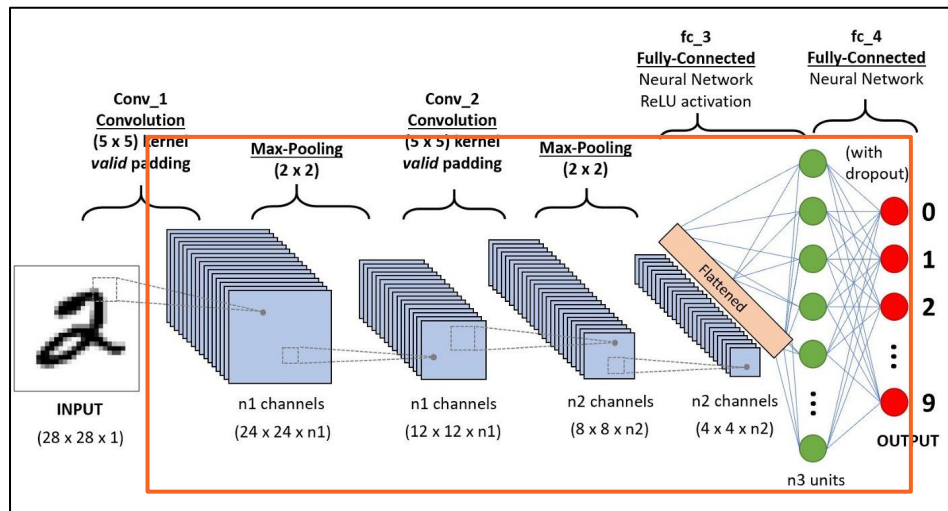 Conv_1
Convolution
(5 x 5) kernel
valid padding
Max-Pooling
(2 x 2)
Conv_2
Convolution
(5 x 5) kernel
valid padding
Max-Pooling
(2 x 2)
fc_3
Fully-Connected
Neural Network
ReLU activation
fc_4
Fully-Connected
Neural Network
(with
dropout)
Flattened
0
1
2
9
OUTPUT
INPUT
(28 x 28 x 1)
n1 channels
(24 x 24 x n1)
n1 channels
(12 x 12 x n1)
n2 channels
(8 x 8 x n2)
n2 channels
(4 x 4 x n2)
n3 units
2